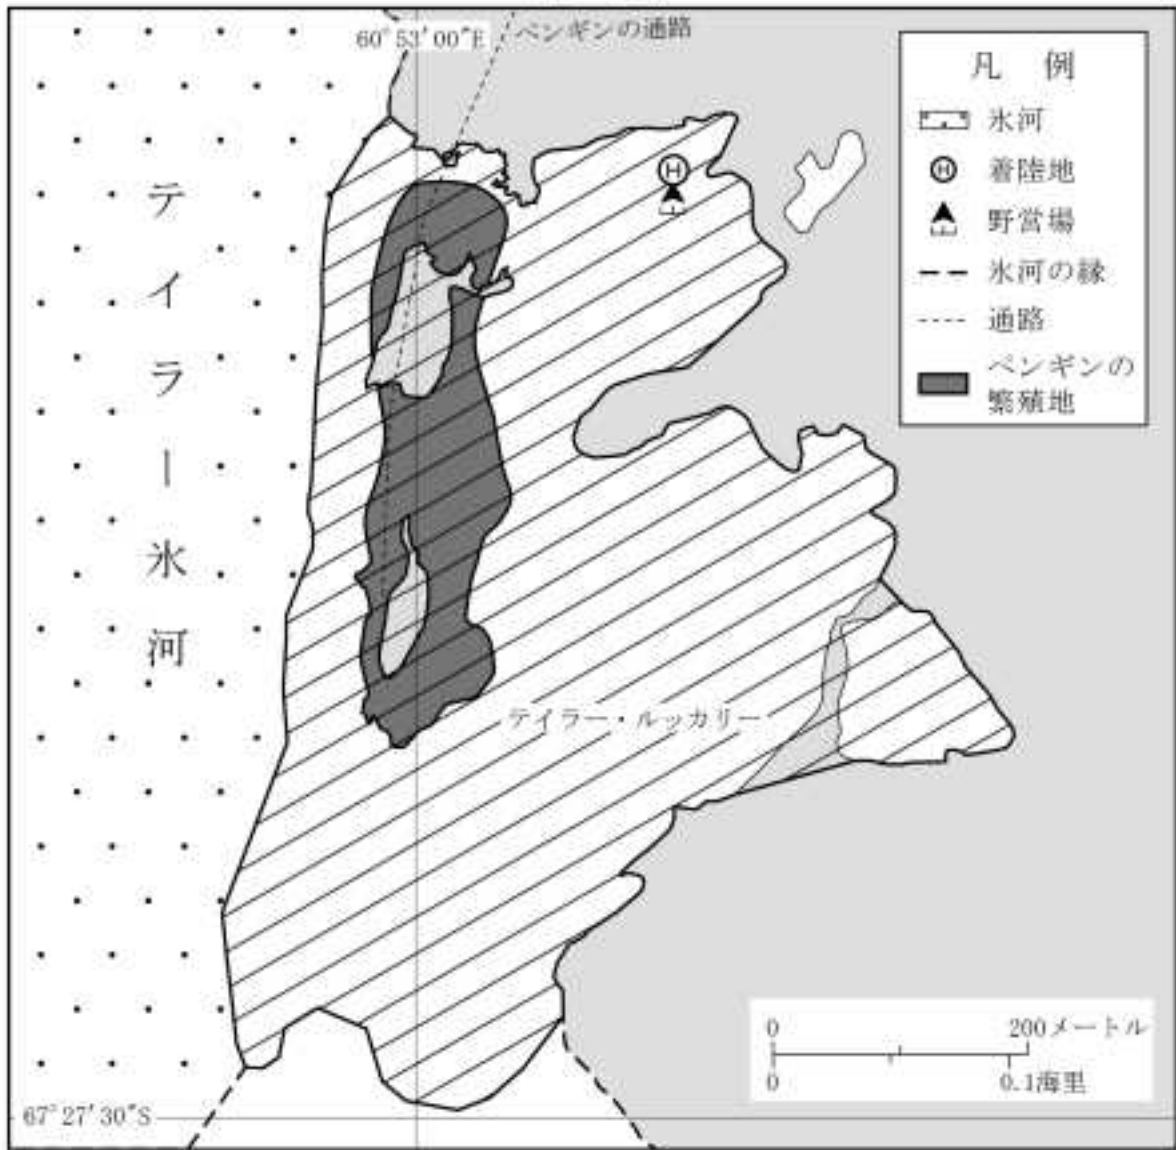 60°53′00″E
ペンギンの通路
凡 例
氷河
着陸地
野営場
氷河の縁
通路
ペンギンの
繁殖地
H
H
テイラー氷河
テイラー・ルッカリー
0 200メートル
0 0.1海里
67°27′30″S